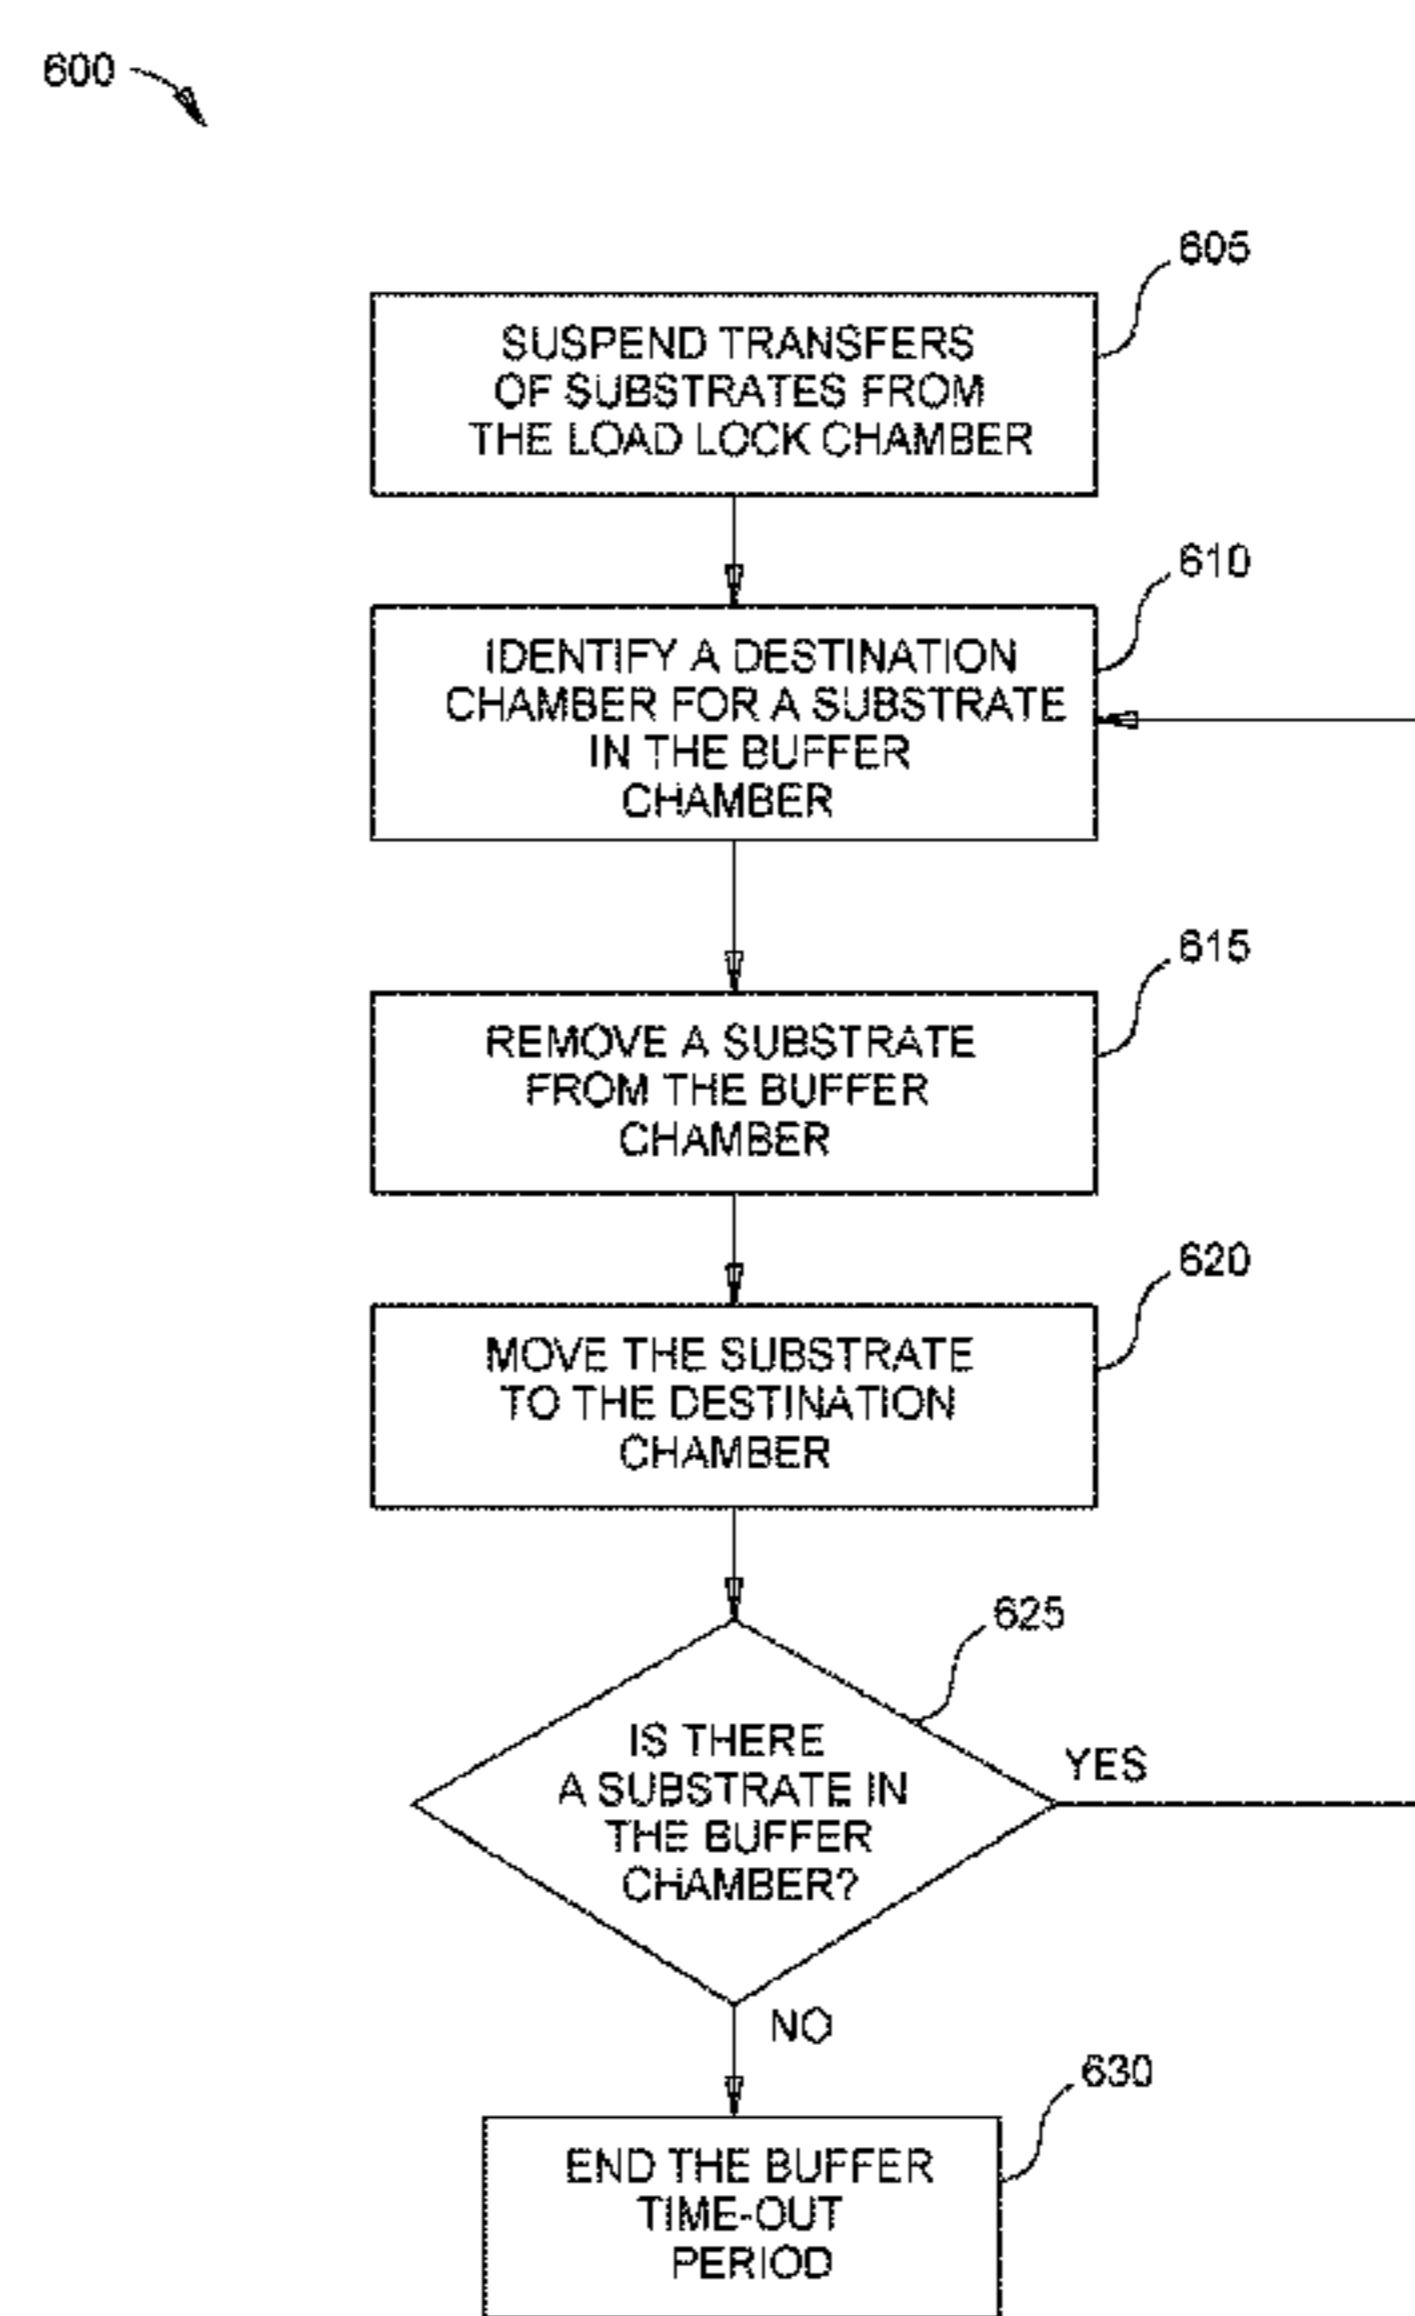 600
605
SUSPEND TRANSFERS
OF SUBSTRATES FROM
THE LOAD LOCK CHAMBER
610
IDENTIFY A DESTINATION
CHAMBER FOR A SUBSTRATE
IN THE BUFFER
CHAMBER
615
REMOVE A SUBSTRATE
FROM THE BUFFER
CHAMBER
620
MOVE THE SUBSTRATE
TO THE DESTINATION
CHAMBER
625
IS THERE
A SUBSTRATE IN
THE BUFFER
CHAMBER?
YES
NO
630
END THE BUFFER
TIME-OUT
PERIOD